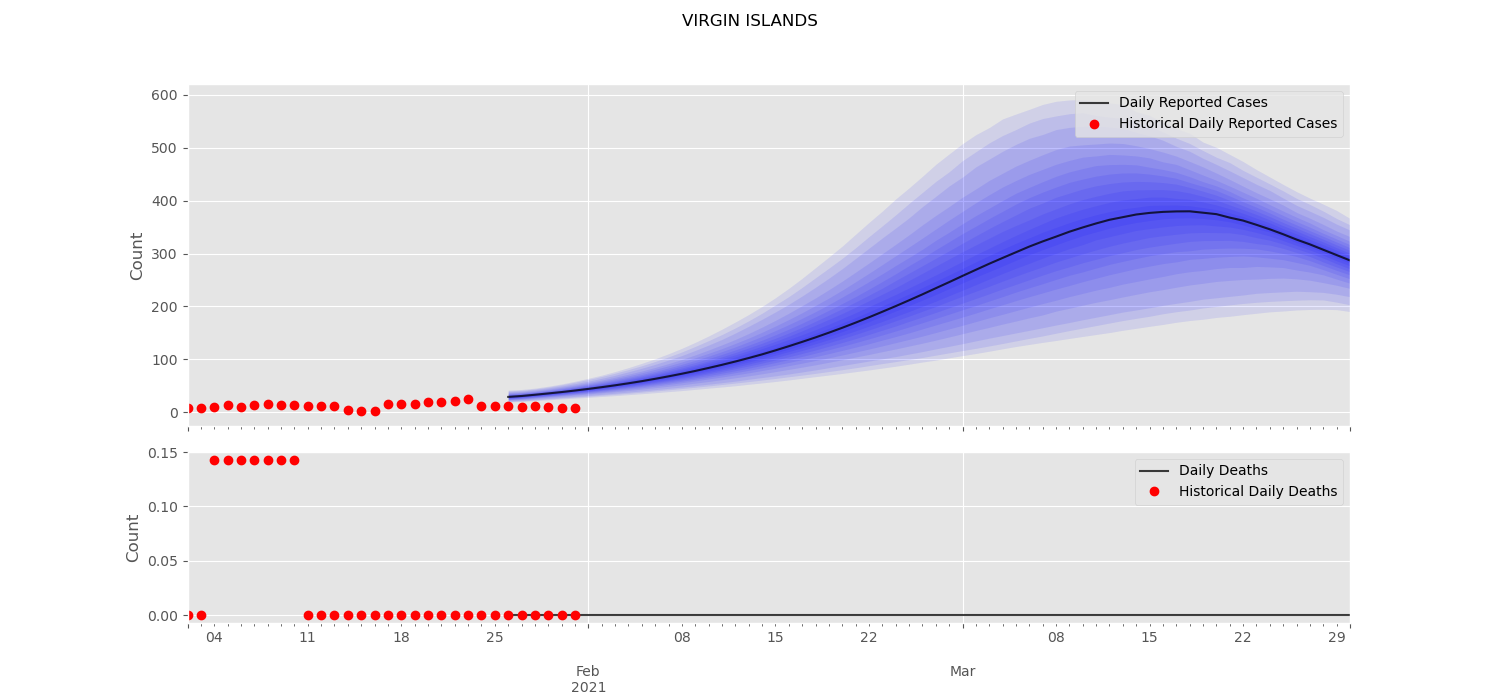 VIRGIN ISLANDS
600
500
400
300
200
100
0
Count
Daily Reported Cases
Historical Daily Reported Cases
0.15
0.10
0.05
0.00
Count
Daily Deaths
Historical Daily Deaths
04 11 18 25 08 15 22 08 15 22 29
Feb Mar
2021